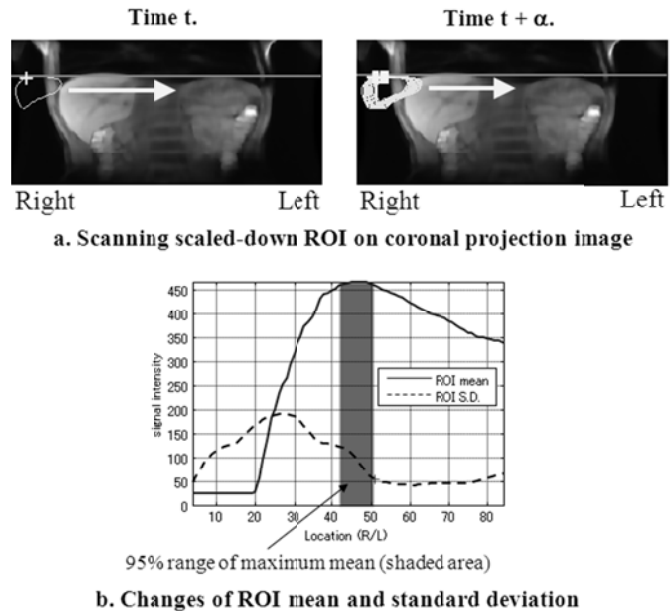 Time t.
Time t + α.
Right
Left
Right
Left
a. Scanning scaled-down ROI on coronal projection image
450
400
350
300
250
200
150
100
50
0
signal intensity
ROI mean
ROI S.D.
10
20
30
40
50
60
70
80
Location (R/L)
95% range of maximum mean (shaded area)
b. Changes of ROI mean and standard deviation